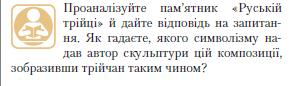 Проаналізуйте пам'ятник «Руській
трійці» й дайте відповідь на запитан-
ня. Як гадаєте, якого символізму на-
дав автор скульптури цій композиції,
зобразивши трійчан таким чином?